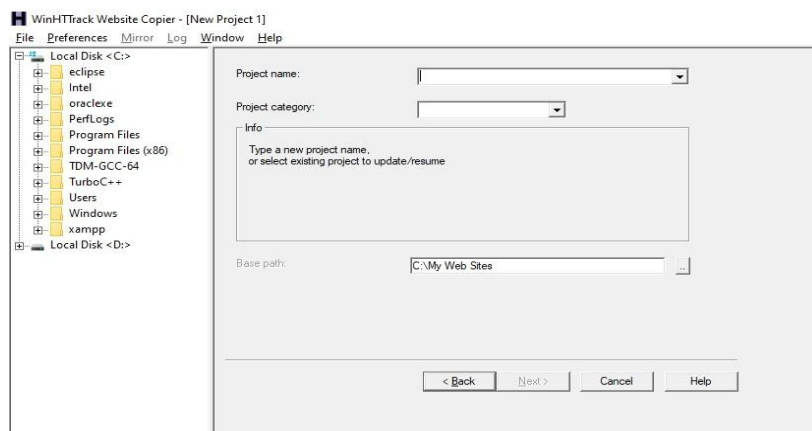 WinHTTrack Website Copier - [New Project 1]
File Preferences Mirror Log Window Help
Local Disk <C:>
eclipse
Intel
oraclexe
PerfLogs
Program Files
Program Files (x86)
TDM-GCC-64
TurboC++
Users
Windows
xampp
Local Disk <D:>
Project name:
Project category:
Info
Type a new project name,
or select existing project to update/resume
Base path:
C:\My Web Sites
..
< Back Next > Cancel Help